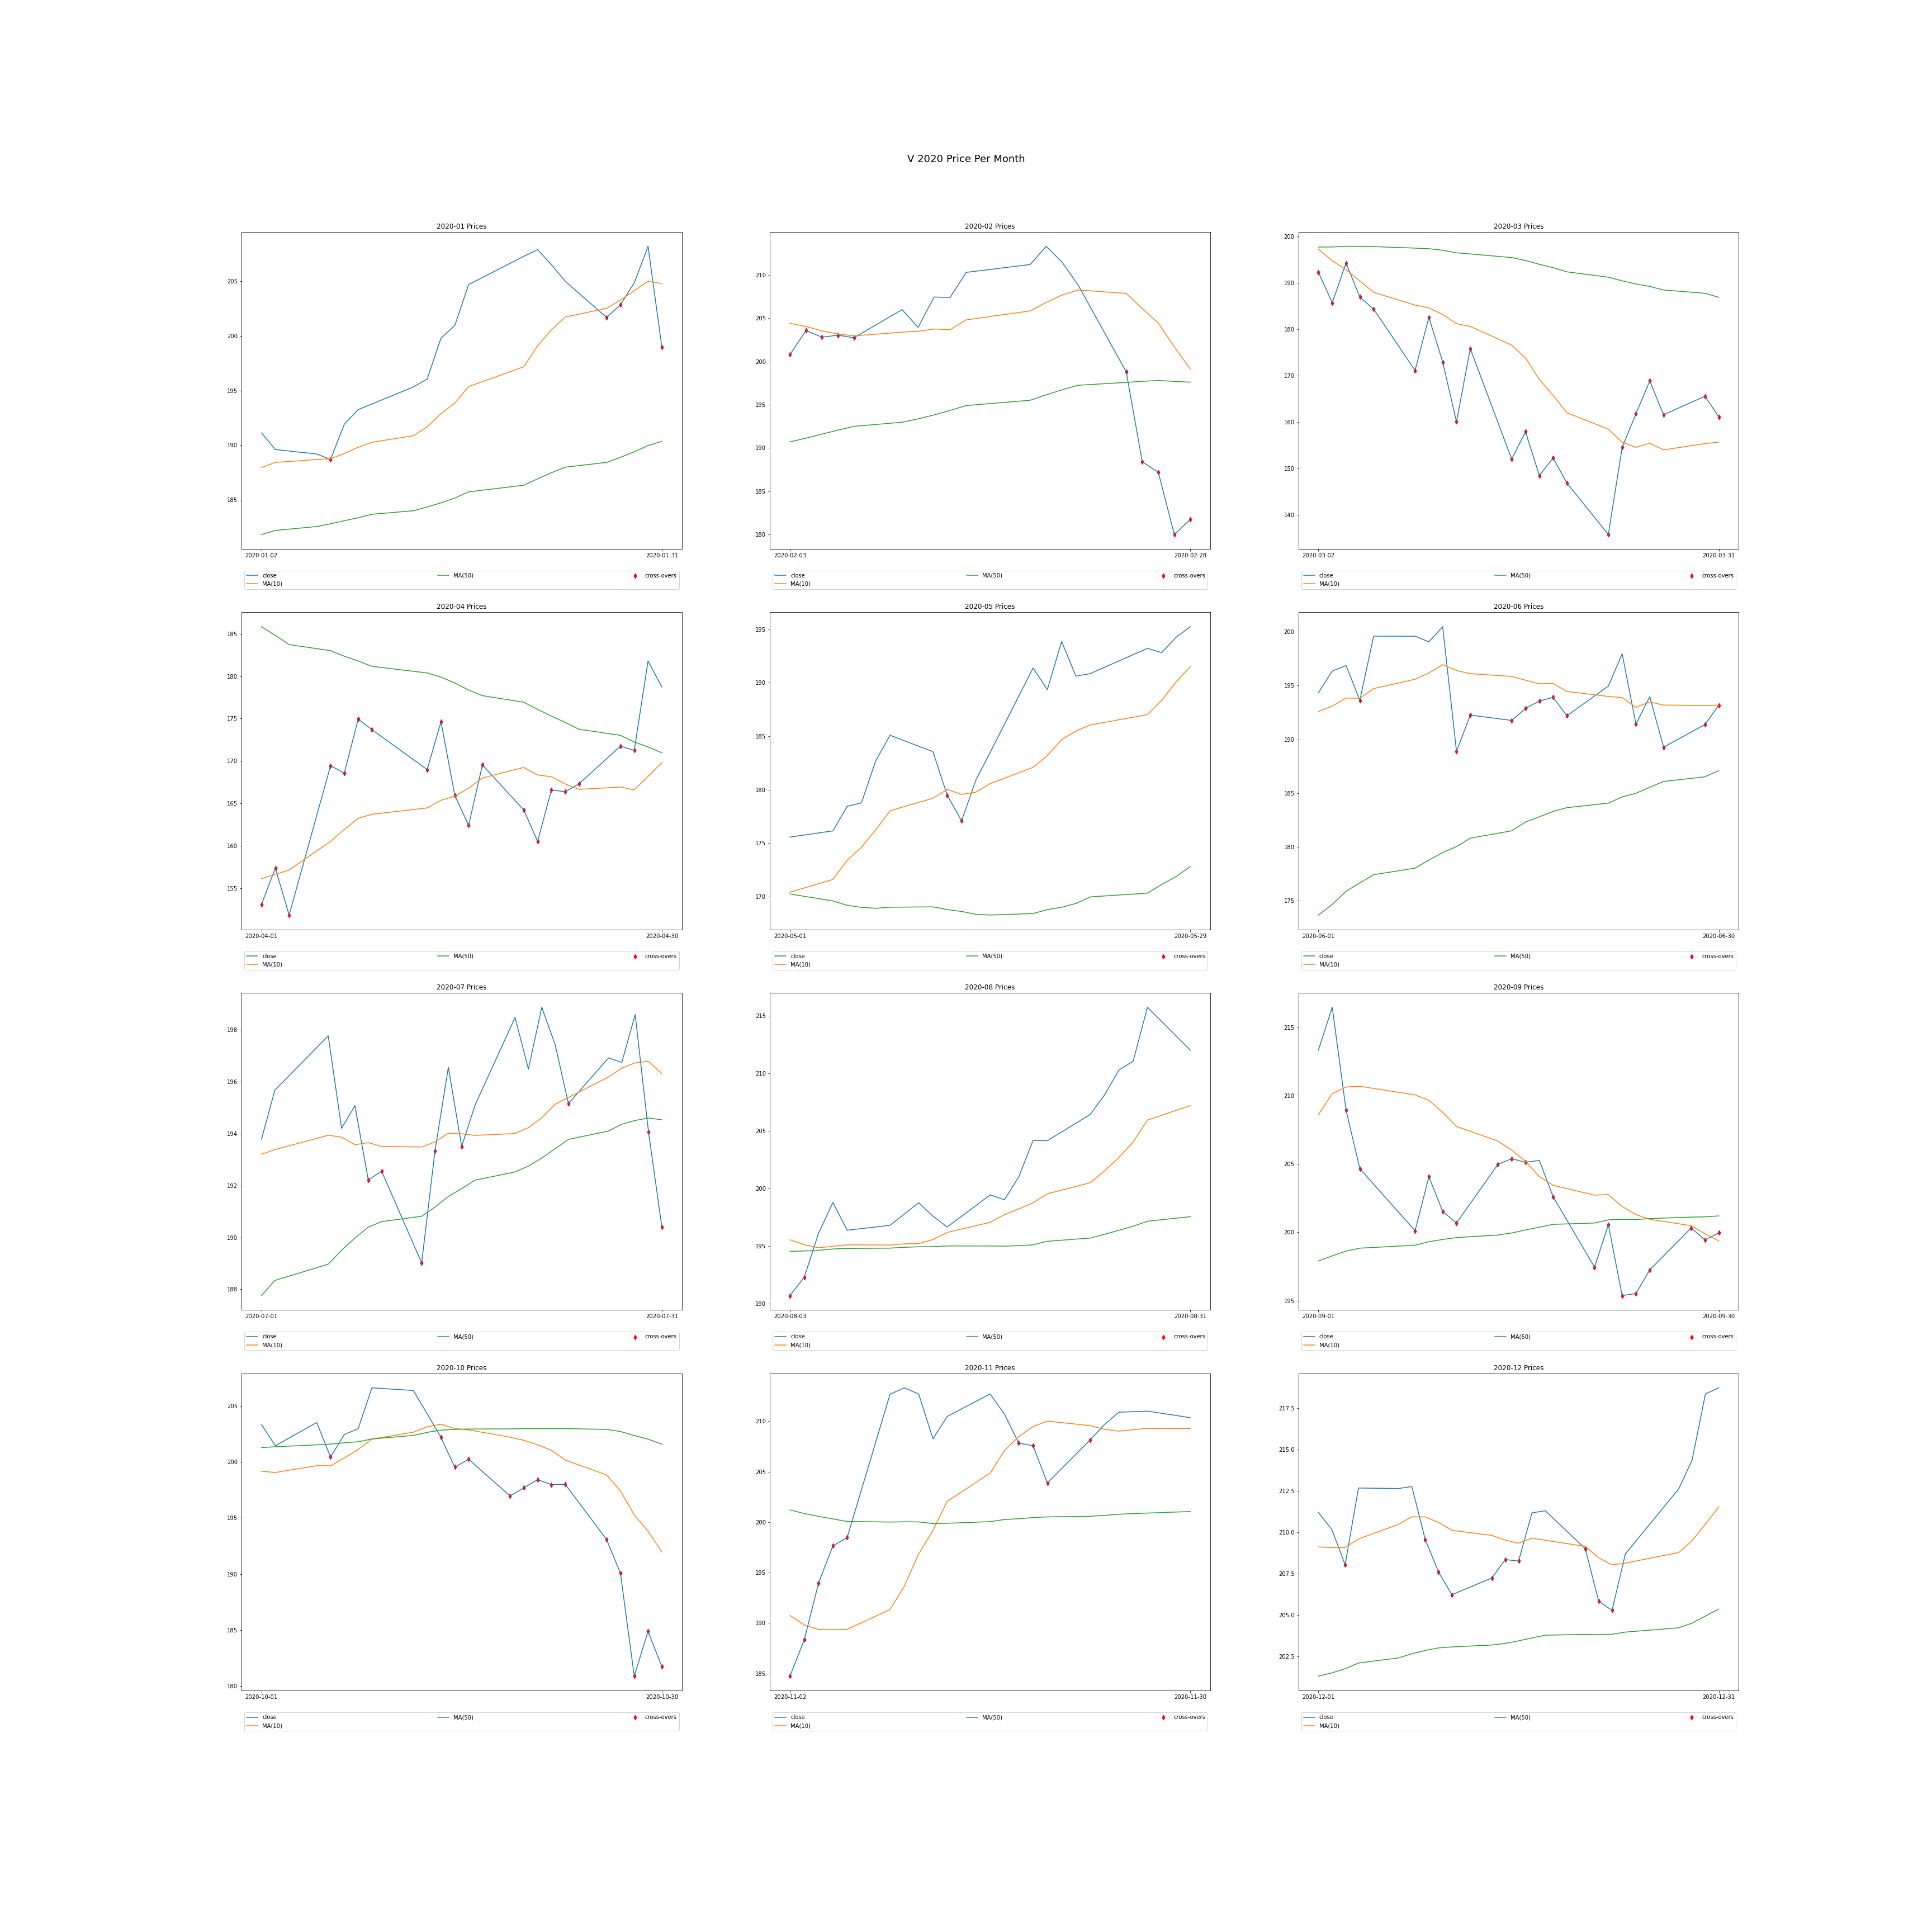 V 2020 Price Per Month
2020-01 Prices
205
200
195
190
185
2020-01-02 2020-01-31
close MA(50) cross-overs
MA(10)
2020-02 Prices
210
205
200
195
190
185
180
2020-02-03 2020-02-28
close MA(50) cross-overs
MA(10)
2020-03 Prices
200
190
180
170
160
150
140
2020-03-02 2020-03-31
close MA(50) cross-overs
MA(10)
2020-04 Prices
185
180
175
170
165
160
155
2020-04-01 2020-04-30
close MA(50) cross-overs
MA(10)
2020-05 Prices
195
190
185
180
175
170
2020-05-01 2020-05-29
close MA(50) cross-overs
MA(10)
2020-06 Prices
200
195
190
185
180
175
2020-06-01 2020-06-30
close MA(50) cross-overs
MA(10)
2020-07 Prices
198
196
194
192
190
188
2020-07-01 2020-07-31
close MA(50) cross-overs
MA(10)
2020-08 Prices
215
210
205
200
195
190
2020-08-03 2020-08-31
close MA(50) cross-overs
MA(10)
2020-09 Prices
215
210
205
200
195
2020-09-01 2020-09-30
close MA(50) cross-overs
MA(10)
2020-10 Prices
205
200
195
190
185
180
2020-10-01 2020-10-30
close MA(50) cross-overs
MA(10)
2020-11 Prices
210
205
200
195
190
185
2020-11-02 2020-11-30
close MA(50) cross-overs
MA(10)
2020-12 Prices
217.5
215.0
212.5
210.0
207.5
205.0
202.5
2020-12-01 2020-12-31
close MA(50) cross-overs
MA(10)